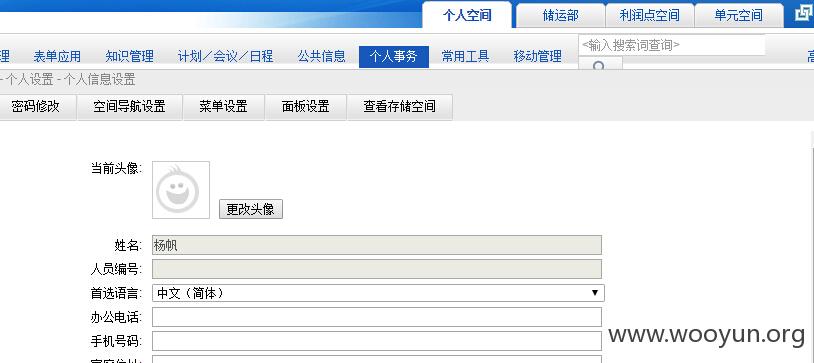 个人空间 储运部 利润点空间 单元空间
理 表单应用 知识管理 计划／会议／日程 公共信息 个人事务 常用工具 移动管理 <输入搜索词查询>
- 个人设置 - 个人信息设置
密码修改 空间导航设置 菜单设置 面板设置 查看存储空间
当前头像:
更改头像
姓名: 杨帆
人员编号:
首选语言: 中文（简体）
办公电话:
手机号码:
www.wooyun.org